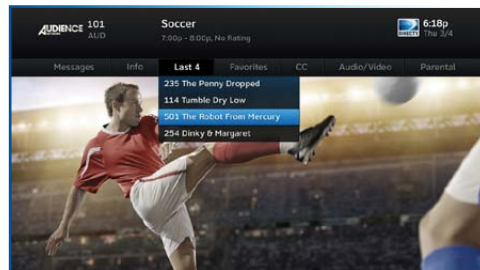 AUDIENCE 101
NETWORK AUD
Soccer
7:00p - 8:00p, No Rating
DIRECTV
6:18p
Thu 3/4
Messages Info Last 4 Favorites CC Audio/Video Parental
235 The Penny Dropped
114 Tumble Dry Low
501 The Robot From Mercury
254 Dinky & Margaret